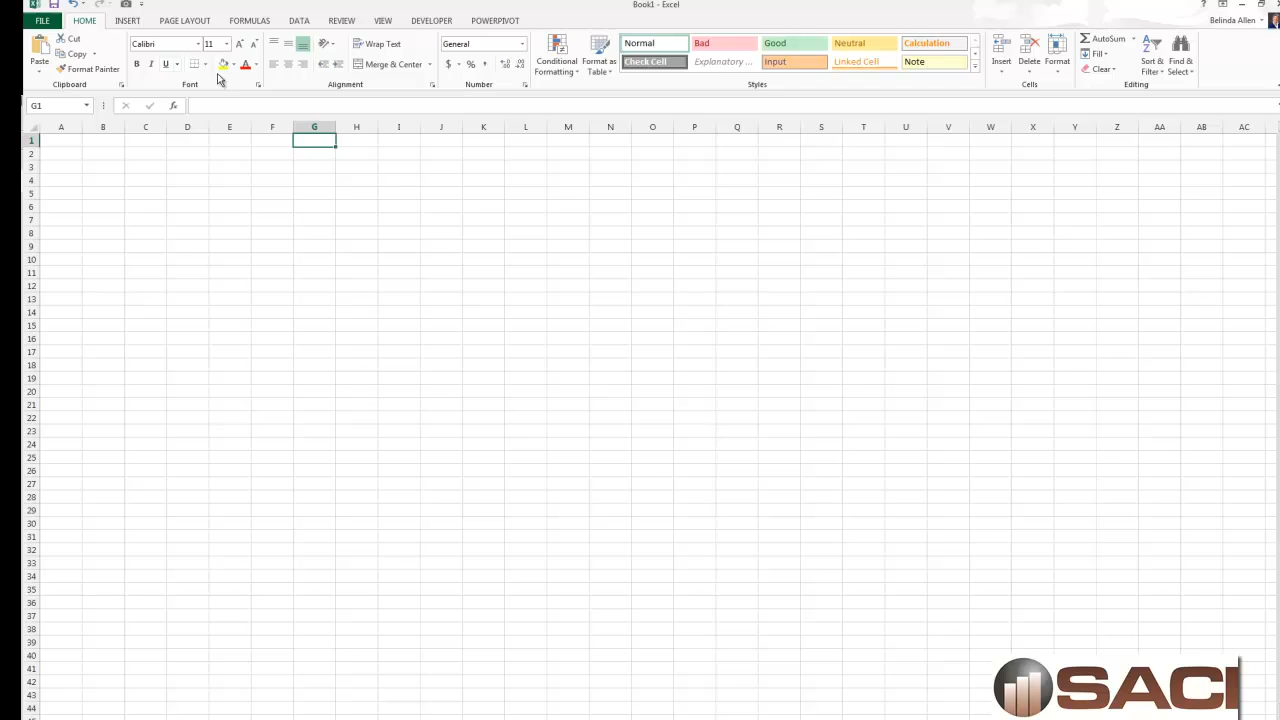 Book1 - Excel
?
FILE HOME INSERT PAGE LAYOUT FORMULAS DATA REVIEW VIEW DEVELOPER POWERPIVOT Belinda Allen
Cut
Copy
Format Painter
Paste
Clipboard
Calibri 11
B I U
Font
Wrap Text
Merge & Center
Alignment
General
$ % ,
Number
Conditional Formatting
Format as Table
Normal Bad Good Neutral Calculation
Check Cell Explanatory ... Input Linked Cell Note
Styles
Insert Delete Format
Cells
AutoSum
Fill
Clear
Sort & Filter
Find & Select
Editing
G1 fx
A B C D E F G H I J K L M N O P Q R S T U V W X Y Z AA AB AC
1
2
3
4
5
6
7
8
9
10
11
12
13
14
15
16
17
18
19
20
21
22
23
24
25
26
27
28
29
30
31
32
33
34
35
36
37
38
39
40
41
42
43
44
SACI